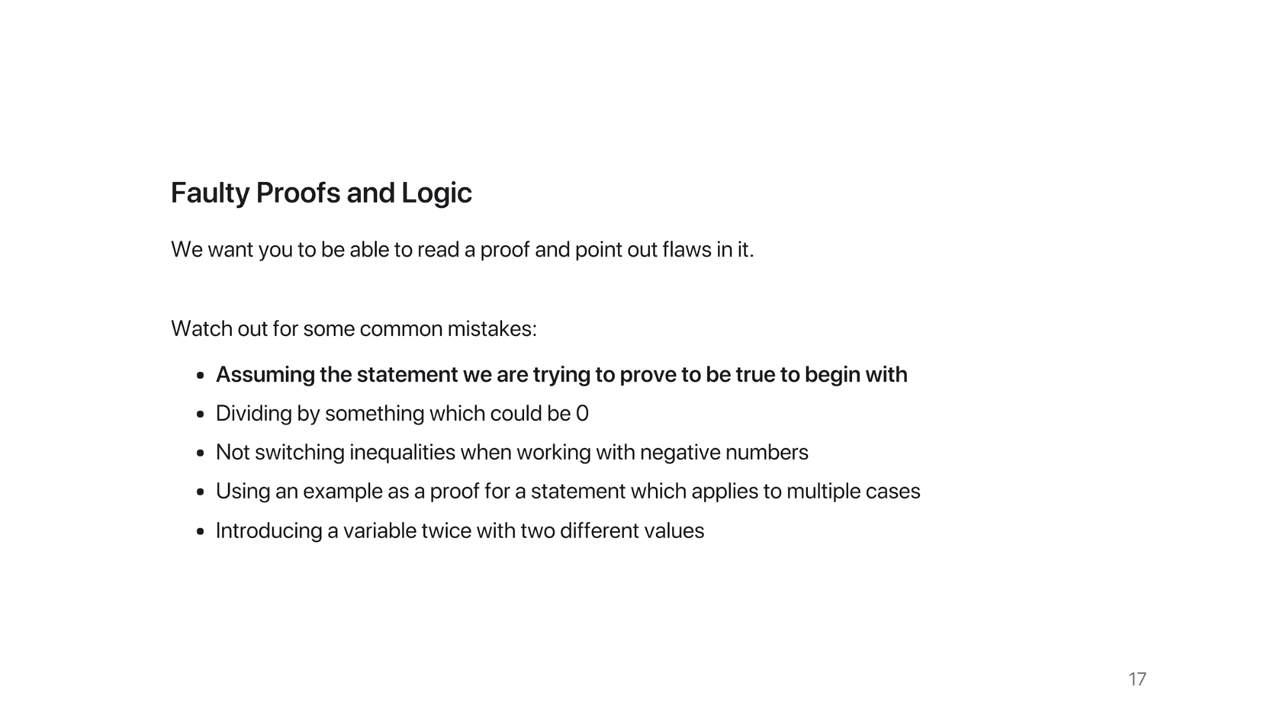 Faulty Proofs and Logic
We want you to be able to read a proof and point out flaws in it.
Watch out for some common mistakes:
• Assuming the statement we are trying to prove to be true to begin with
• Dividing by something which could be 0
• Not switching inequalities when working with negative numbers
• Using an example as a proof for a statement which applies to multiple cases
• Introducing a variable twice with two different values
17